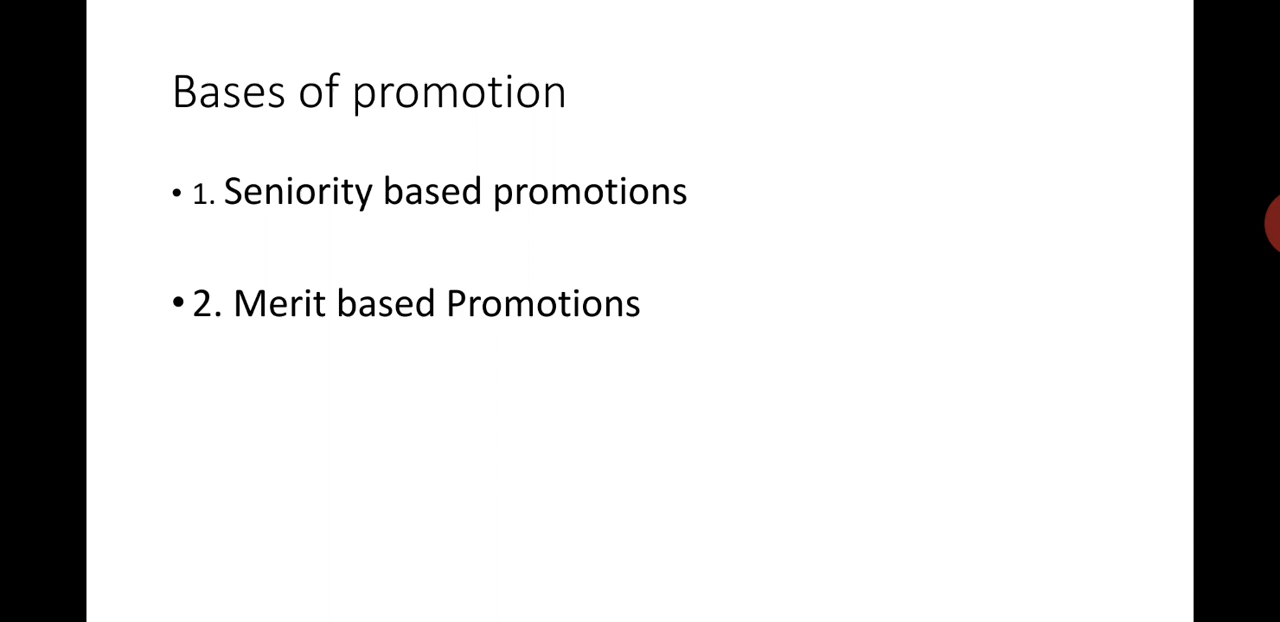 Bases of promotion
• 1. Seniority based promotions
• 2. Merit based Promotions